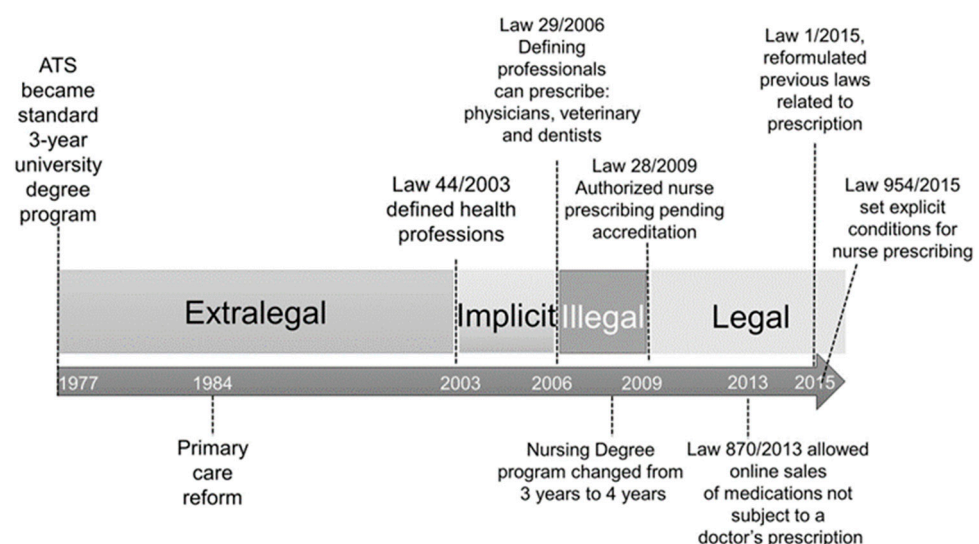 ATS
became
standard
3-year
university
degree
program
Law 44/2003
defined health
professions
Law 29/2006
Defining
professionals
can prescribe:
physicians, veterinary
and dentists
Law 28/2009
Authorized nurse
prescribing pending
accreditation
Law 1/2015,
reformulated
previous laws
related to
prescription
Law 954/2015
set explicit
conditions for
nurse prescribing
Extralegal
Implicit
Illegal
Legal
1977
1984
2003
2006
2009
2013
2015
Primary
care
reform
Nursing Degree
program changed from
3 years to 4 years
Law 870/2013 allowed
online sales
of medications not
subject to a
doctor's prescription